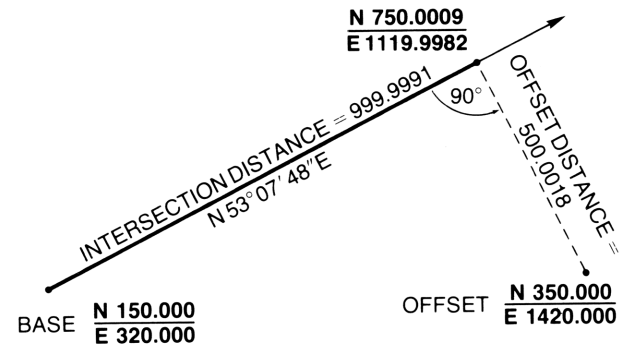 N 750.0009
E 1119.9982
INTERSECTION DISTANCE = 999.9991
N 53° 07' 48" E
90°
OFFSET DISTANCE =
500.0018
BASE
N 150.000
E 320.000
OFFSET
N 350.000
E 1420.000